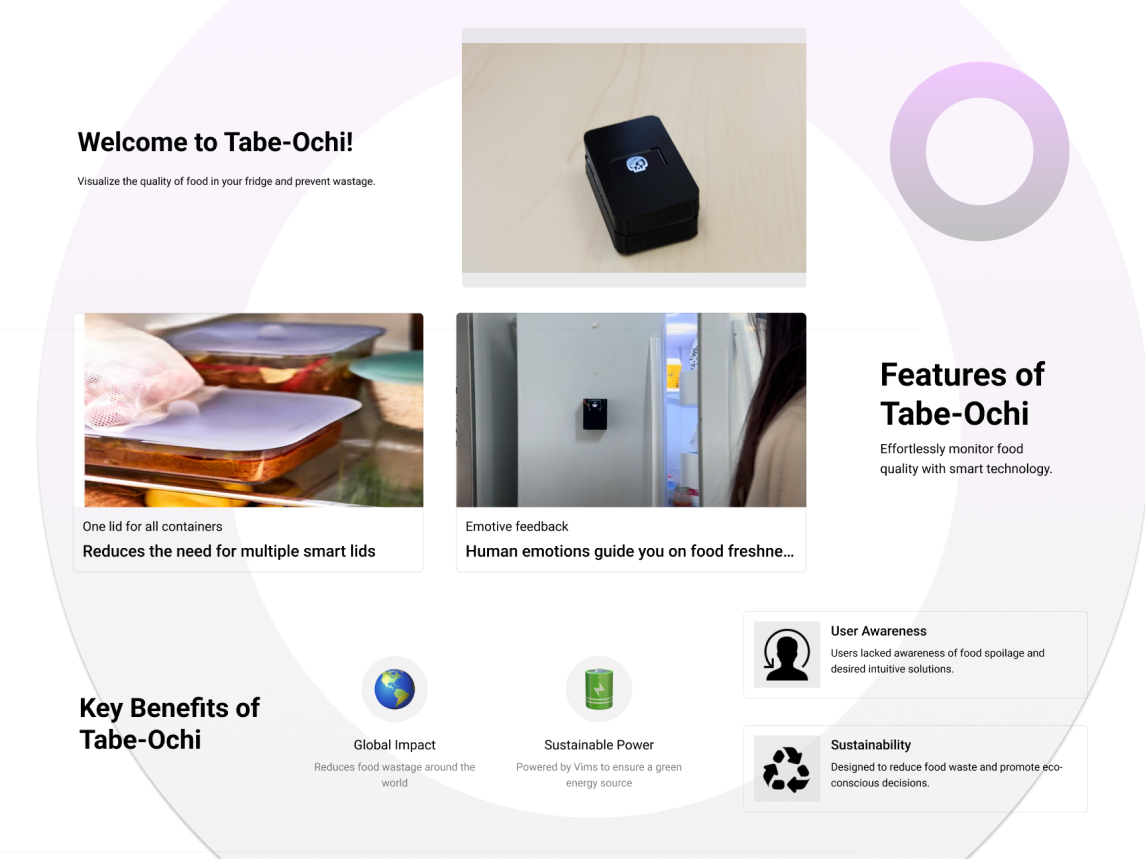 Welcome to Tabe-Ochi!
Visualize the quality of food in your fridge and prevent wastage.
One lid for all containers
Reduces the need for multiple smart lids
Emotive feedback
Human emotions guide you on food freshne...
Features of
Tabe-Ochi
Effortlessly monitor food
quality with smart technology.
Key Benefits of
Tabe-Ochi
Global Impact
Reduces food wastage around the
world
Sustainable Power
Powered by Vims to ensure a green
energy source
User Awareness
Users lacked awareness of food spoilage and
desired intuitive solutions.
Sustainability
Designed to reduce food waste and promote eco-
conscious decisions.